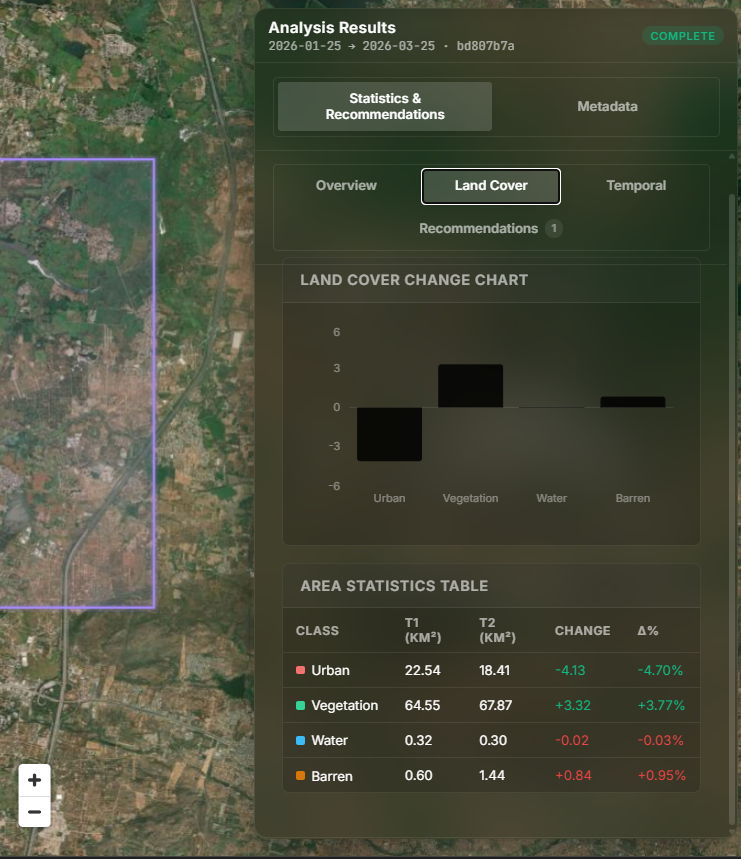 Analysis Results
2026-01-25 → 2026-03-25 · bd807b7a
COMPLETE
Statistics &
Recommendations
Metadata
Overview
Land Cover
Temporal
Recommendations 1
LAND COVER CHANGE CHART
6
3
0
-3
-6
Urban Vegetation Water Barren
AREA STATISTICS TABLE
CLASS T1 (KM²) T2 (KM²) CHANGE Δ%
Urban 22.54 18.41 -4.13 -4.70%
Vegetation 64.55 67.87 +3.32 +3.77%
Water 0.32 0.30 -0.02 -0.03%
Barren 0.60 1.44 +0.84 +0.95%
+
−